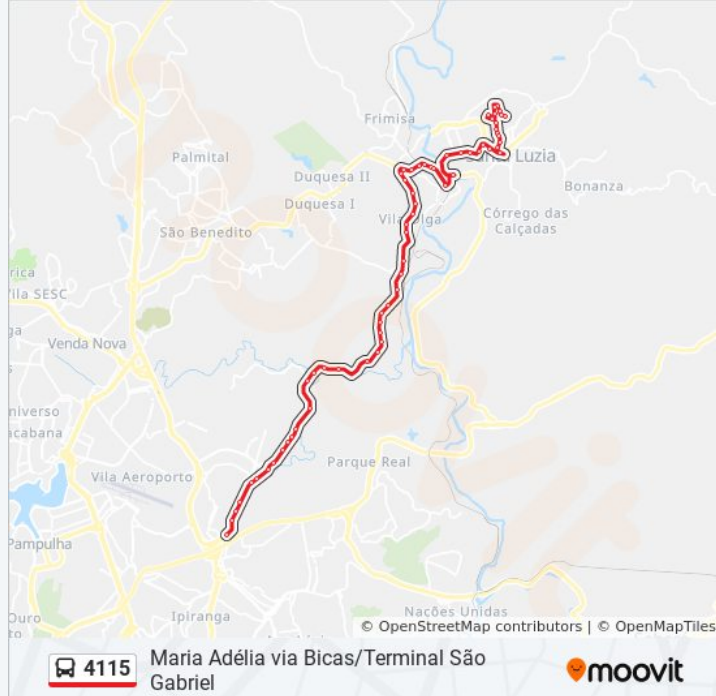 Frimisa
Palmital
Santa Luzia
Duquesa II
Bonanza
Duquesa I
Córrego das
Calçadas
São Benedito
Vila SESC
Venda Nova
Parque Real
Vila Aeroporto
Pampulha
Ouro
Nações Unidas
Ipiranga
© OpenStreetMap contributors | © OpenMapTiles
4115
Maria Adélia via Bicas/Terminal São
Gabriel
moovit